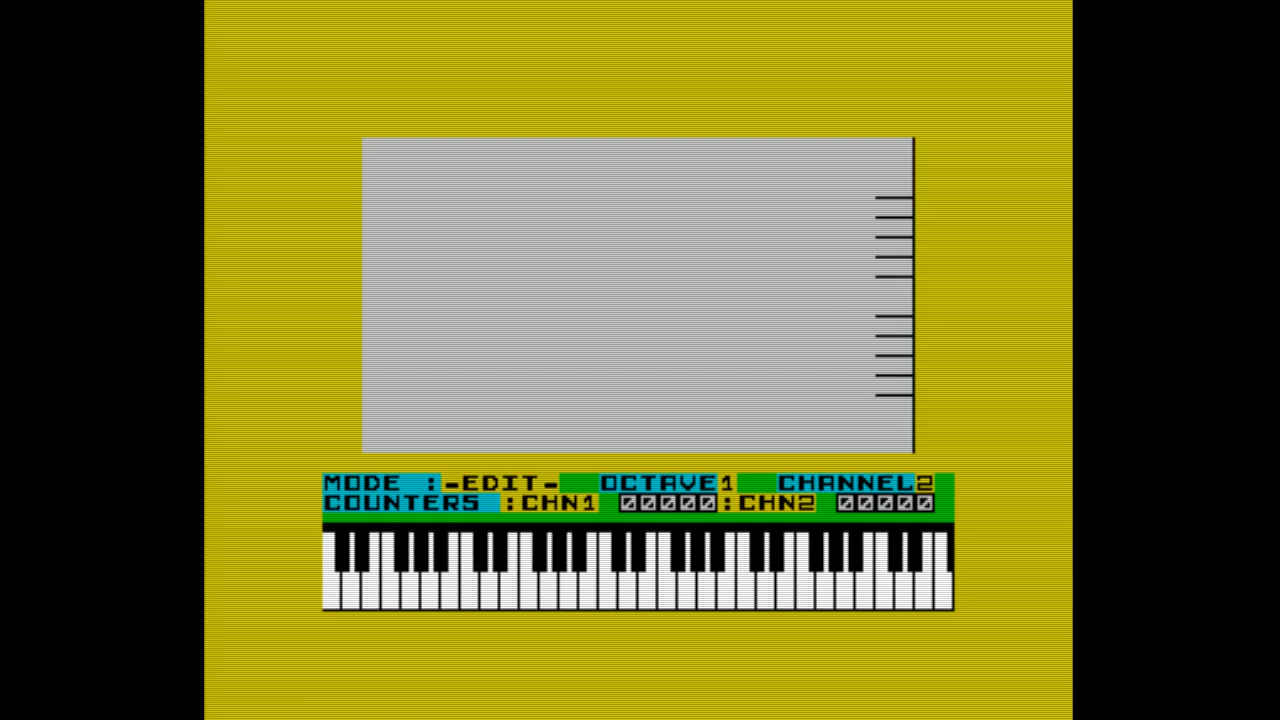 MODE :-EDIT- OCTAVE1 CHANNEL2
COUNTERS :CHN1 00000:CHN2 00000